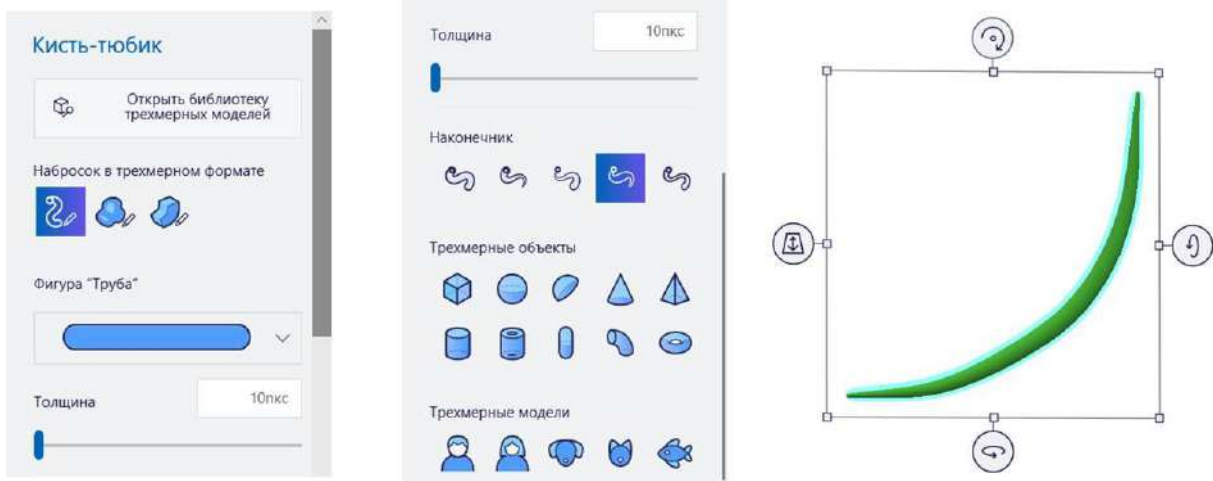 Кисть-тюбик
Открыть библиотеку
трехмерных моделей
Набросок в трехмерном формате
Фигура "Труба"
Толщина
10пкс
Толщина
10пкс
Наконечник
Трехмерные объекты
Трехмерные модели